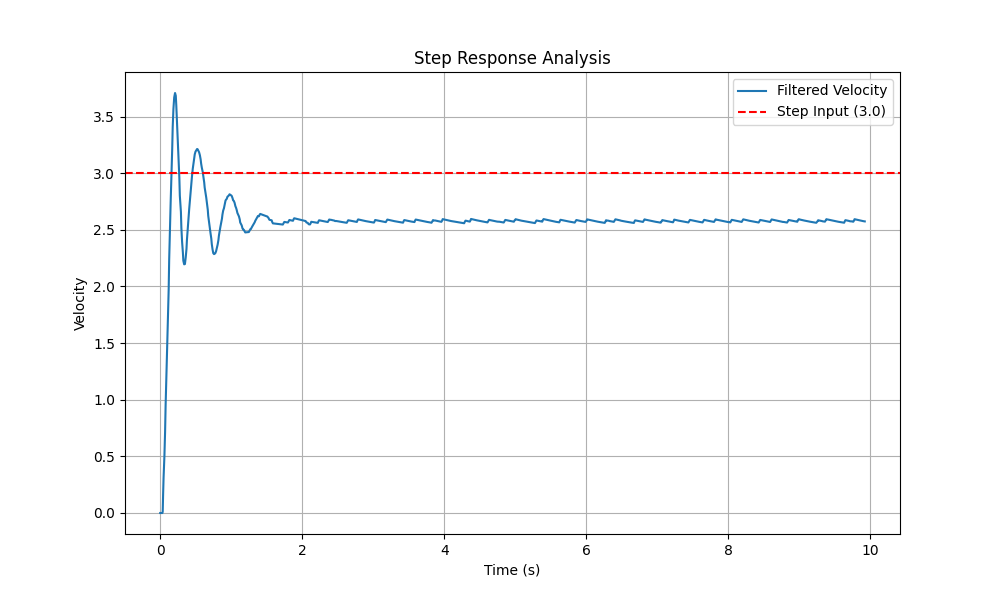 Step Response Analysis
Filtered Velocity
Step Input (3.0)
Velocity
3.5
3.0
2.5
2.0
1.5
1.0
0.5
0.0
0 2 4 6 8 10
Time (s)